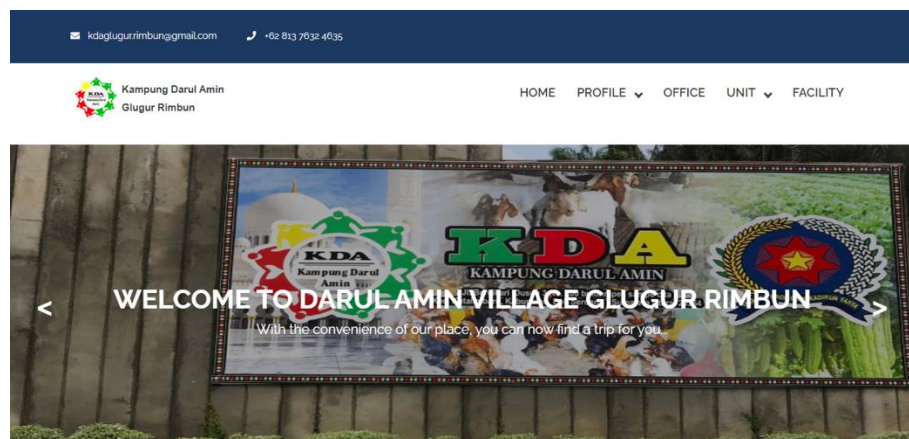 kdaglugur.rimbun@gmail.com +62 813 7632 4635
Kampung Darul Amin
Glugur Rimbun
HOME PROFILE OFFICE UNIT FACILITY
KDA
Kampung Darul
Amin
KDA
KAMPUNG DARUL AMIN
< WELCOME TO DARUL AMIN VILLAGE GLUGUR RIMBUN >
With the convenience of our place, you can now find a trip for you...